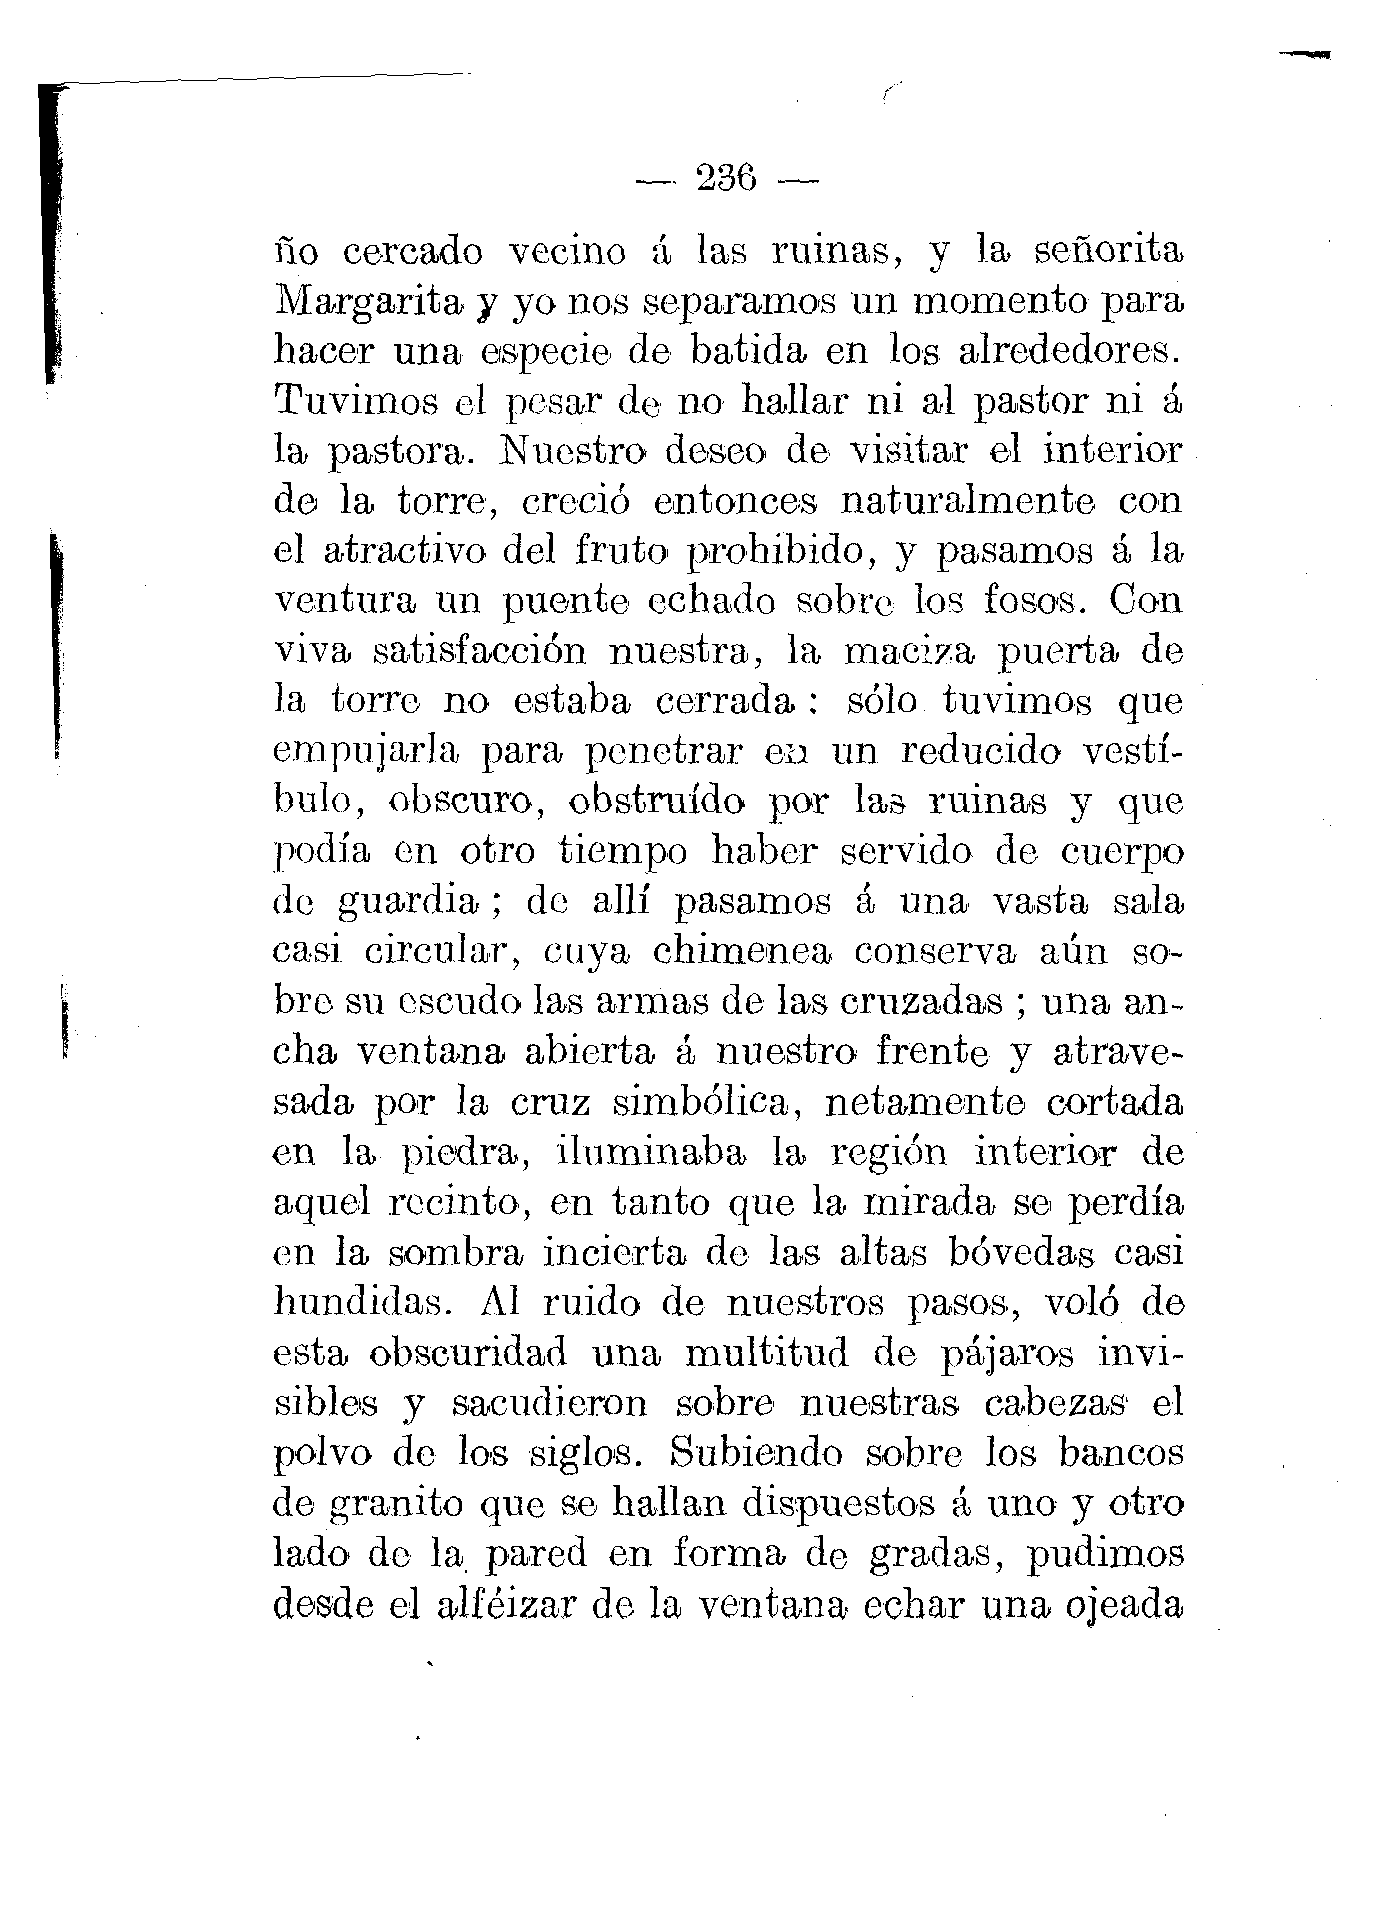 — 236 —
ño cercado vecino á las ruinas, y la señorita
Margarita y yo nos separamos un momento para
hacer una especie de batida en los alrededores.
Tuvimos el pesar de no hallar ni al pastor ni á
la pastora. Nuestro deseo de visitar el interior
de la torre, creció entonces naturalmente con
el atractivo del fruto prohibido, y pasamos á la
ventura un puente echado sobre los fosos. Con
viva satisfacción nuestra, la maciza puerta de
la torre no estaba cerrada : sólo tuvimos que
empujarla para penetrar en un reducido vestí-
bulo, obscuro, obstruído por las ruinas y que
podía en otro tiempo haber servido de cuerpo
de guardia ; de allí pasamos á una vasta sala
casi circular, cuya chimenea conserva aún so-
bre su escudo las armas de las cruzadas ; una an-
cha ventana abierta á nuestro frente y atrave-
sada por la cruz simbólica, netamente cortada
en la piedra, iluminaba la región interior de
aquel recinto, en tanto que la mirada se perdía
en la sombra incierta de las altas bóvedas casi
hundidas. Al ruido de nuestros pasos, voló de
esta obscuridad una multitud de pájaros invi-
sibles y sacudieron sobre nuestras cabezas el
polvo de los siglos. Subiendo sobre los bancos
de granito que se hallan dispuestos á uno y otro
lado de la pared en forma de gradas, pudimos
desde el alféizar de la ventana echar una ojeada